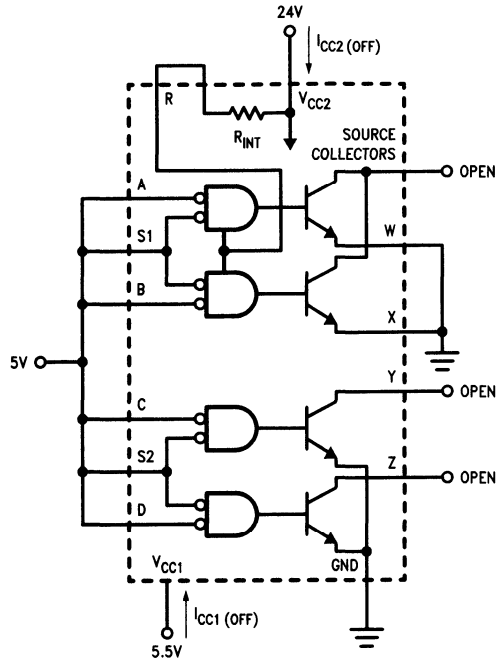 24V
ICC2 (OFF)
R
VCC2
RINT
SOURCE
COLLECTORS
OPEN
A
W
S1
B
X
5V
Y
OPEN
C
Z
S2
OPEN
D
VCC1
GND
ICC1 (OFF)
5.5V